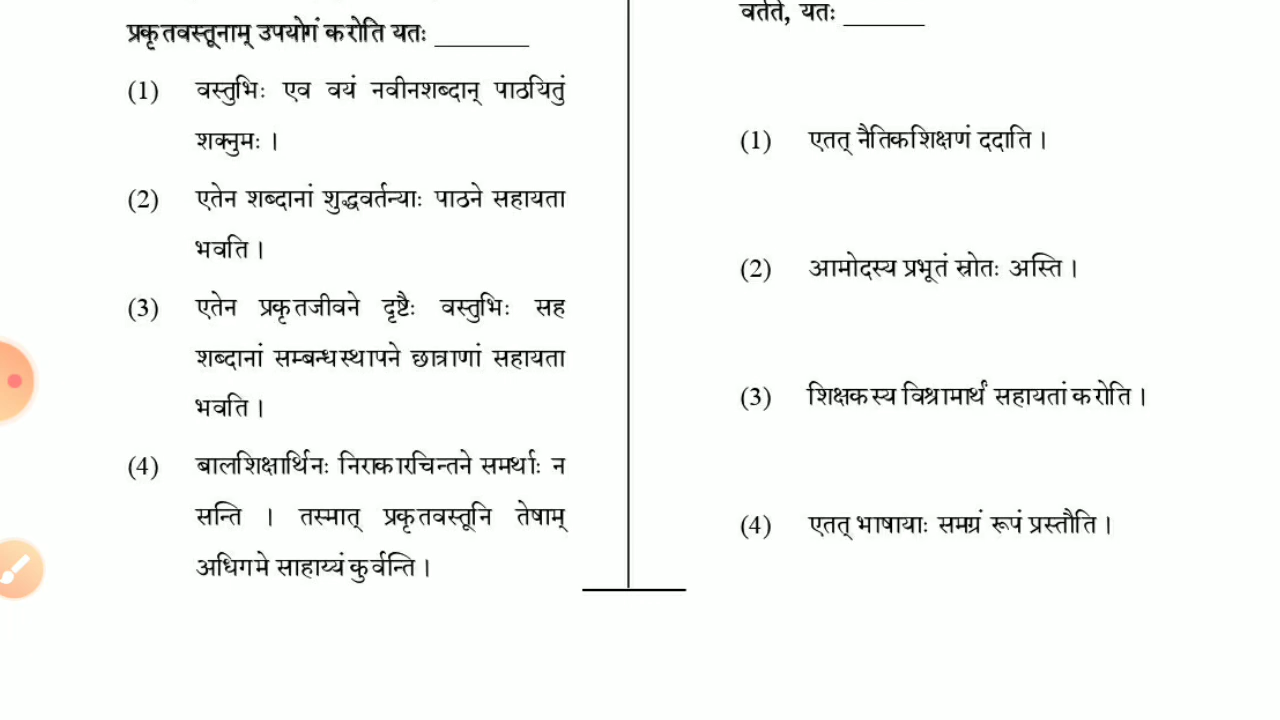 प्रकृतवस्तूनाम् उपयोगं करोति यतः ________
(1) वस्तुभिः एव वयं नवीनशब्दान् पाठयितुं
शक्नुमः ।
(2) एतेन शब्दानां शुद्धवर्तन्याः पाठने सहायता
भवति ।
(3) एतेन प्रकृतजीवने दृष्टैः वस्तुभिः सह
शब्दानां सम्बन्धस्थापने छात्राणां सहायता
भवति ।
(4) बालशिक्षार्थिनः निराकारचिन्तने समर्थाः न
सन्ति । तस्मात् प्रकृतवस्तूनि तेषाम्
अधिगमे साहाय्यं कुर्वन्ति ।
वर्तते, यतः _______
(1) एतत् नैतिकशिक्षणं ददाति ।
(2) आमोदस्य प्रभूतं स्रोतः अस्ति ।
(3) शिक्षकस्य विश्रामार्थं सहायतां करोति ।
(4) एतत् भाषायाः समग्रं रूपं प्रस्तौति ।